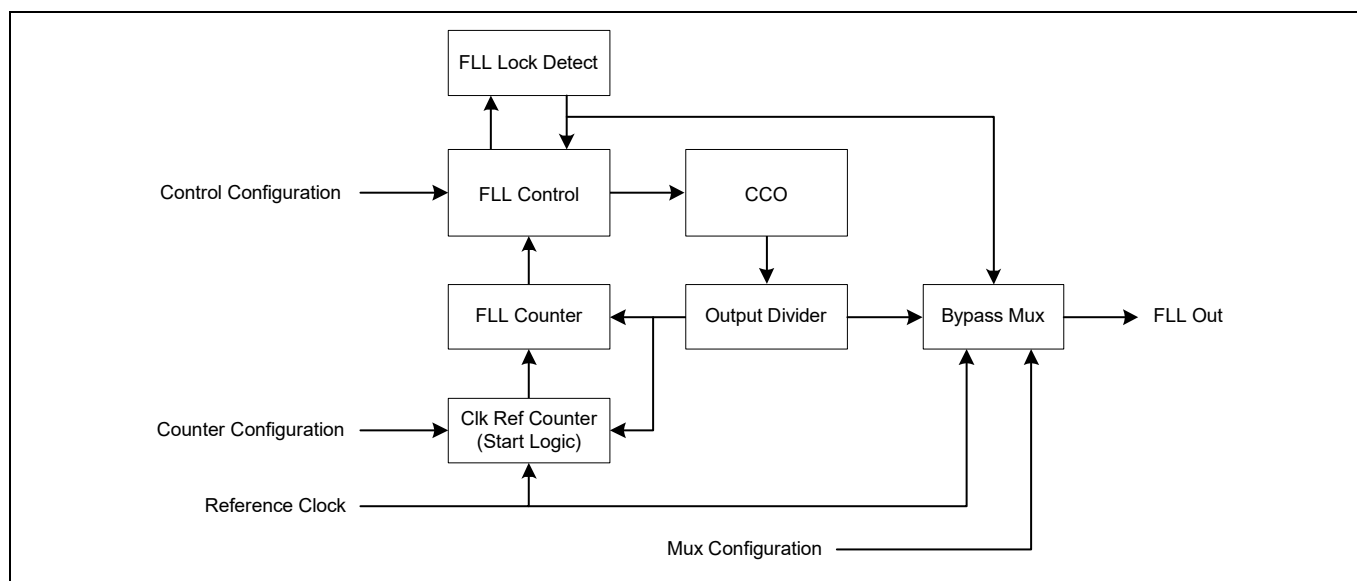 FLL Lock Detect
Control Configuration
FLL Control
CCO
FLL Counter
Output Divider
Bypass Mux
FLL Out
Counter Configuration
Clk Ref Counter
(Start Logic)
Reference Clock
Mux Configuration